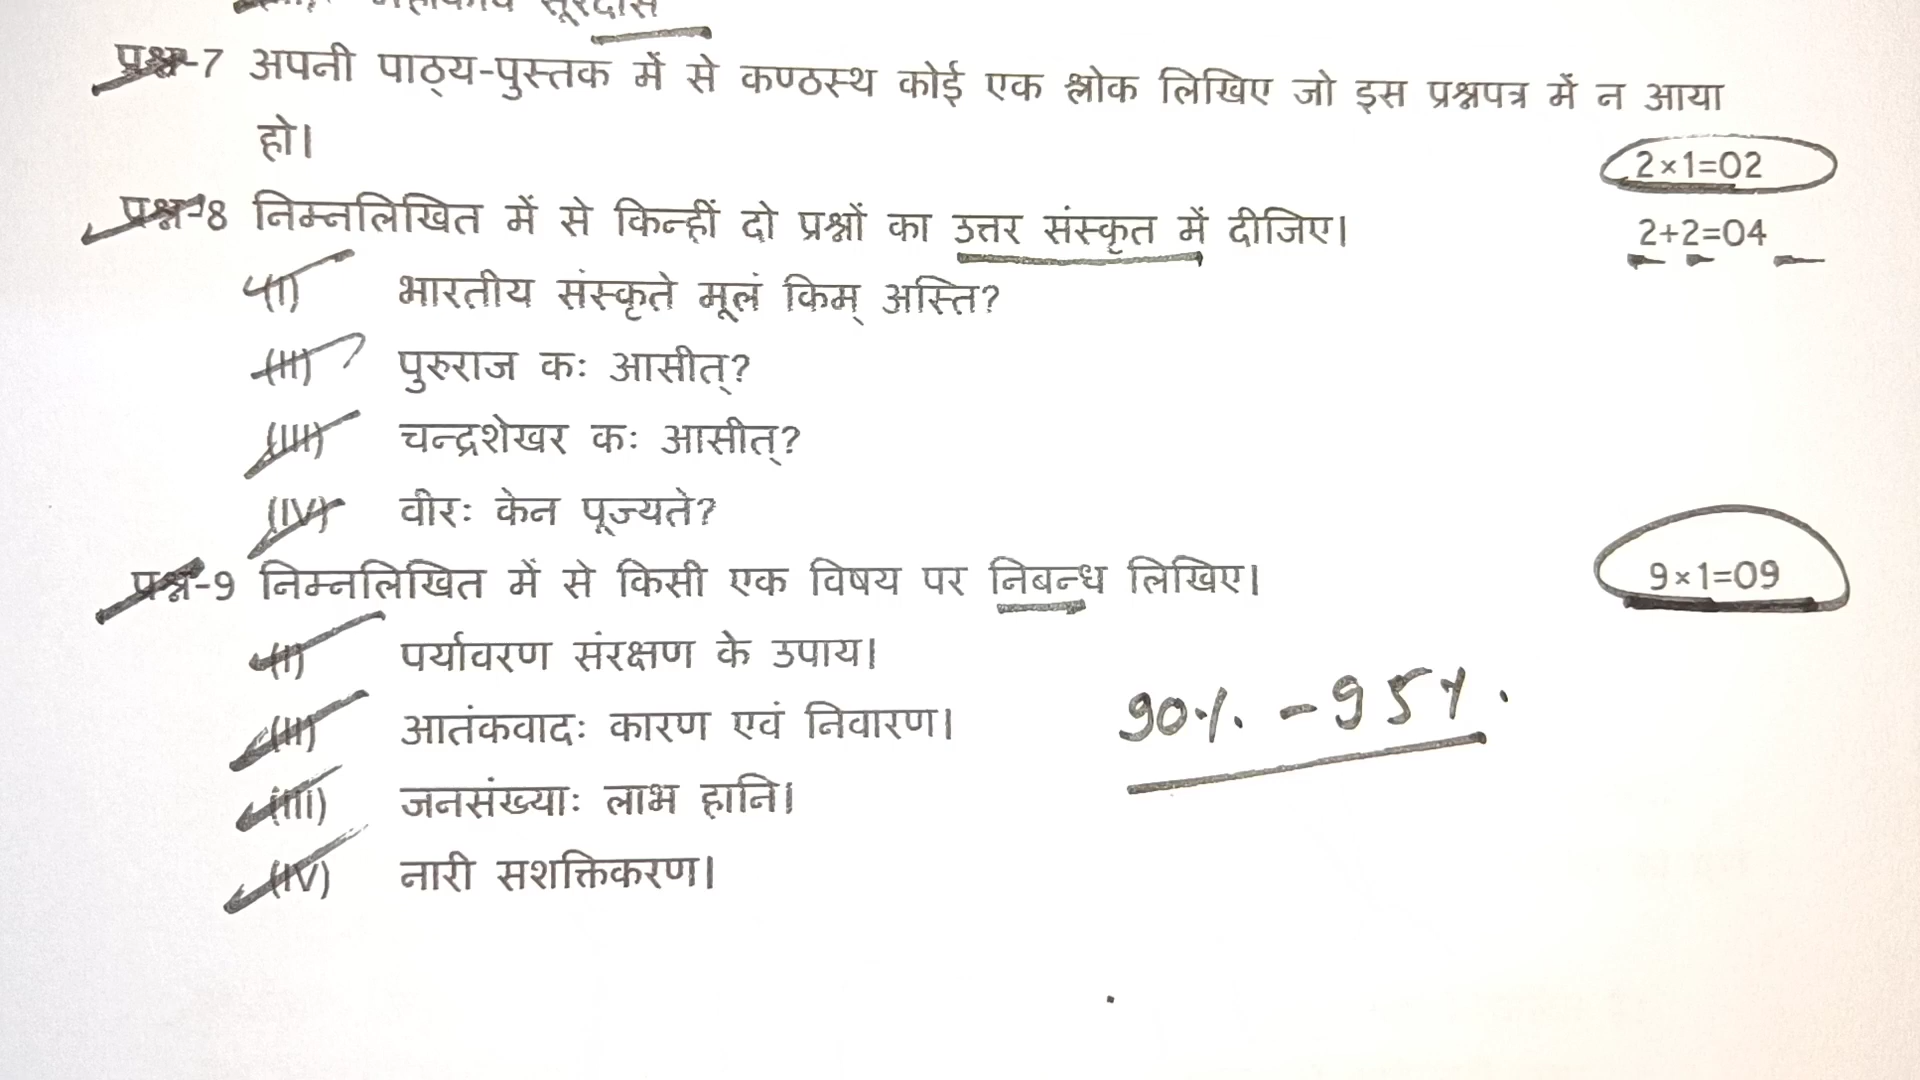 महाकवि सूरदास
प्रश्न-7 अपनी पाठ्य-पुस्तक में से कण्ठस्थ कोई एक श्लोक लिखिए जो इस प्रश्नपत्र में न आया
हो। 2×1=02
प्रश्न-8 निम्नलिखित में से किन्हीं दो प्रश्नों का उत्तर संस्कृत में दीजिए। 2+2=04
(I) भारतीय संस्कृते मूलं किम् अस्ति?
(II) पुरुराज कः आसीत्?
(III) चन्द्रशेखर कः आसीत्?
(IV) वीरः केन पूज्यते?
प्रश्न-9 निम्नलिखित में से किसी एक विषय पर निबन्ध लिखिए। 9×1=09
(I) पर्यावरण संरक्षण के उपाय।
(II) आतंकवादः कारण एवं निवारण।
90% - 95%.
(III) जनसंख्याः लाभ हानि।
(IV) नारी सशक्तिकरण।